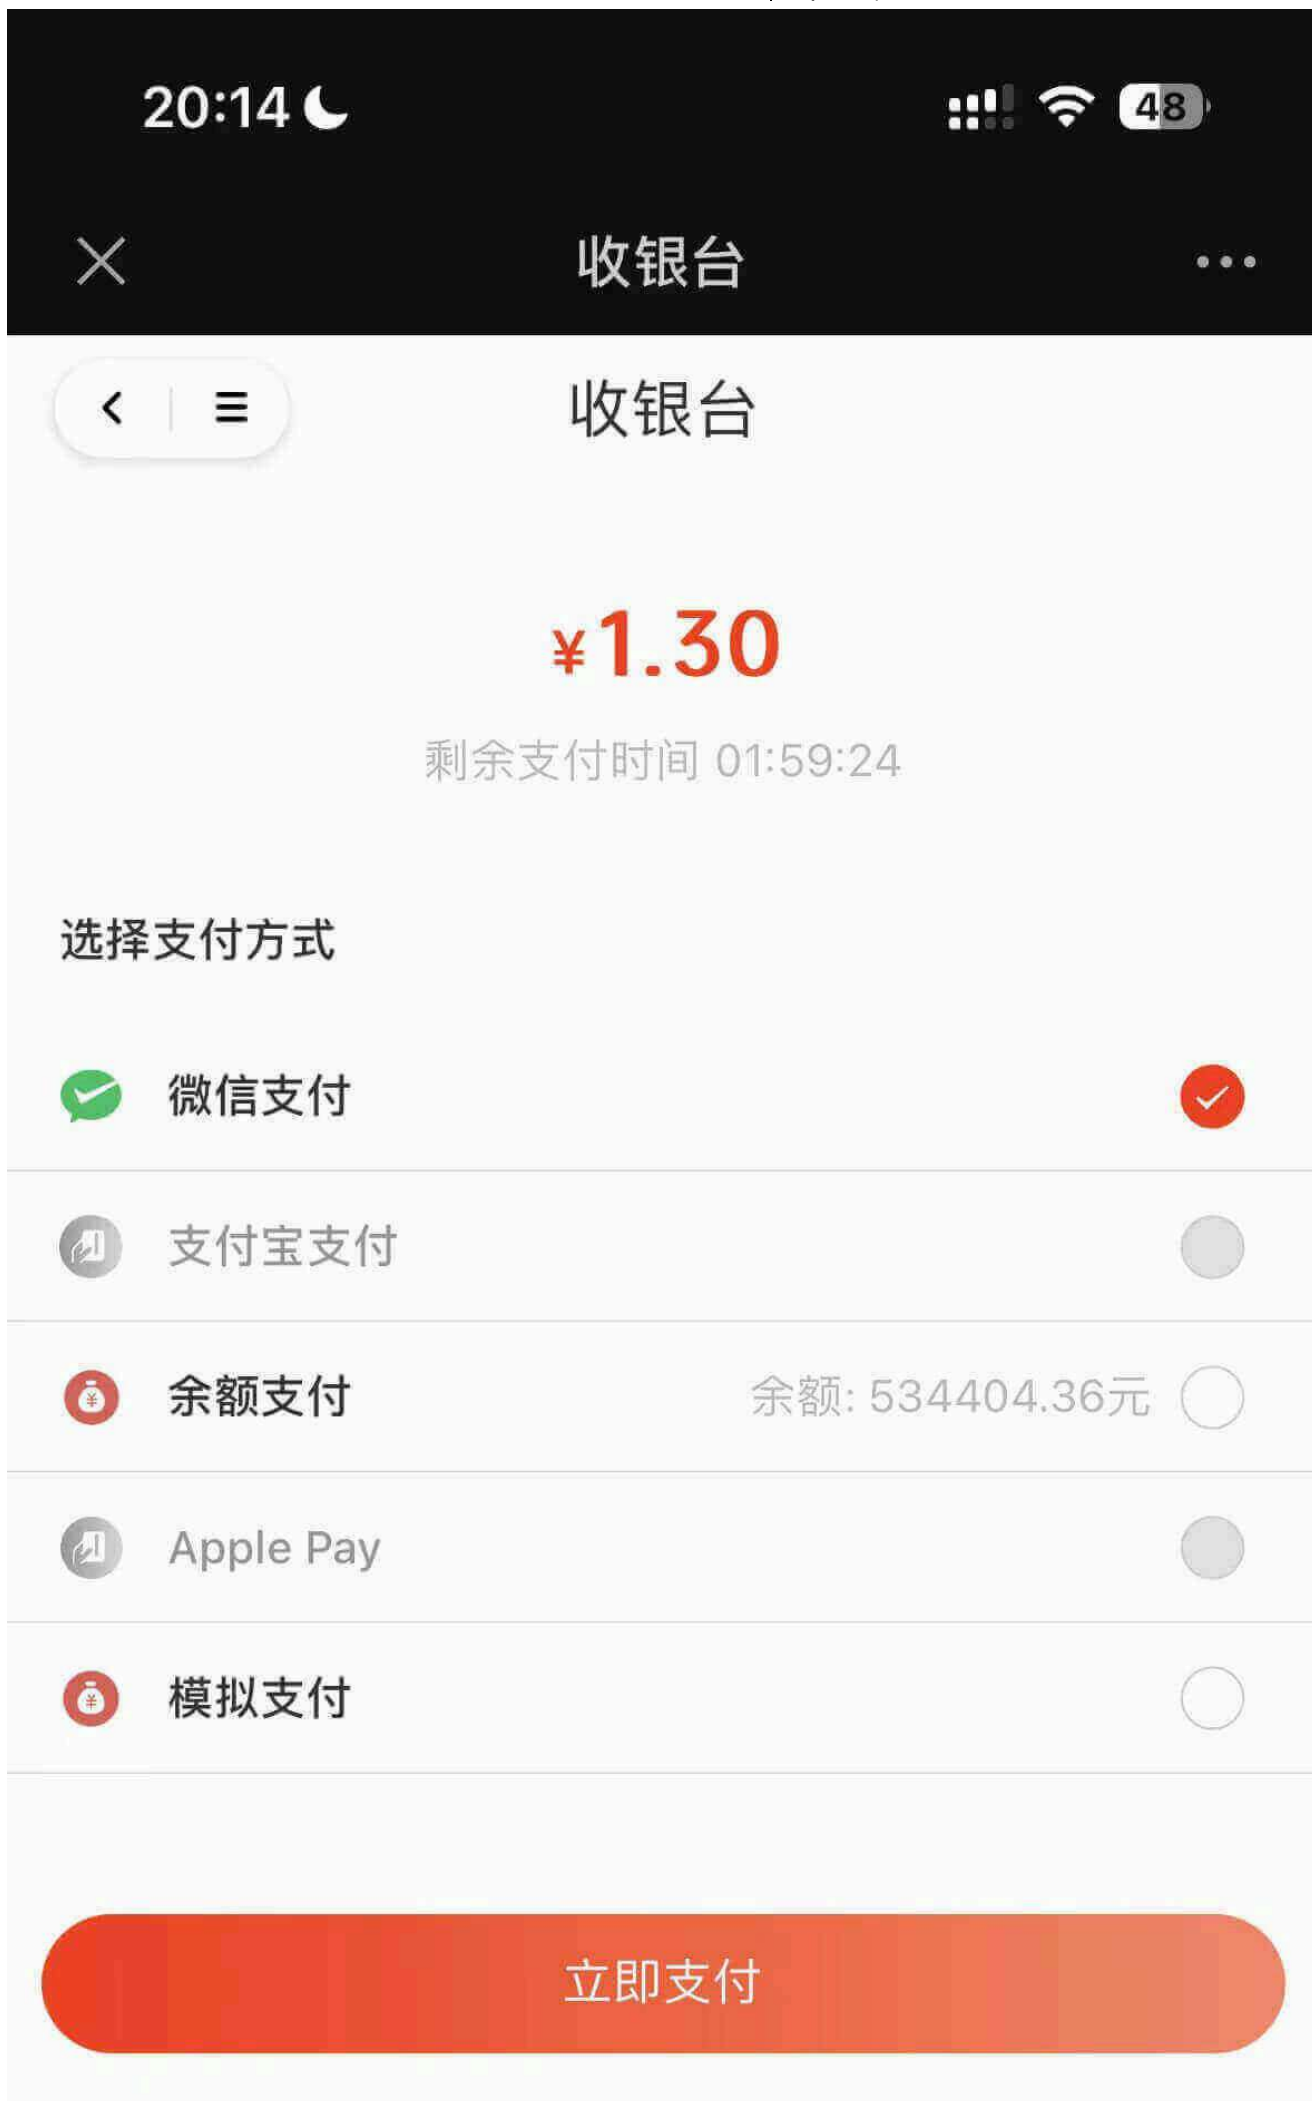 20:14
48
收银台
收银台
¥1.30
剩余支付时间 01:59:24
选择支付方式
微信支付
支付宝支付
余额支付 余额: 534404.36元
Apple Pay
模拟支付
立即支付